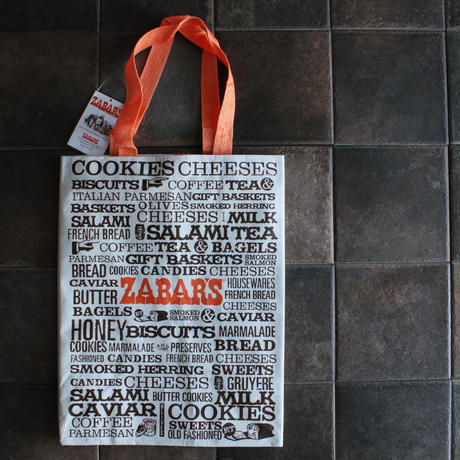 ZABAR'S
ZABAR'S
COOKIES CHEESES
BISCUITS COFFEE TEA &
ITALIAN PARMESAN GIFT BASKETS
BASKETS OLIVES SMOKED HERRING
SALAMI CHEESES MILK
FRENCH BREAD SALAMI TEA
& COFFEE TEA & BAGELS
PARMESAN GIFT BASKETS SMOKED SALMON
BREAD COOKIES CANDIES CHEESES
CAVIAR ZABAR'S HOUSEWARES
BUTTER FRENCH BREAD
CHEESES
BAGELS SMOKED SALMON & CAVIAR
HONEY BISCUITS MARMALADE
COOKIES MARMALADE AND PRESERVES BREAD
FASHIONED CANDIES FRENCH BREAD CHEESES
SMOKED HERRING SWEETS
CANDIES CHEESES & GRUYERE
SALAMI BUTTER COOKIES MILK
CAVIAR COOKIES
COFFEE SWEETS
PARMESAN OLD FASHIONED